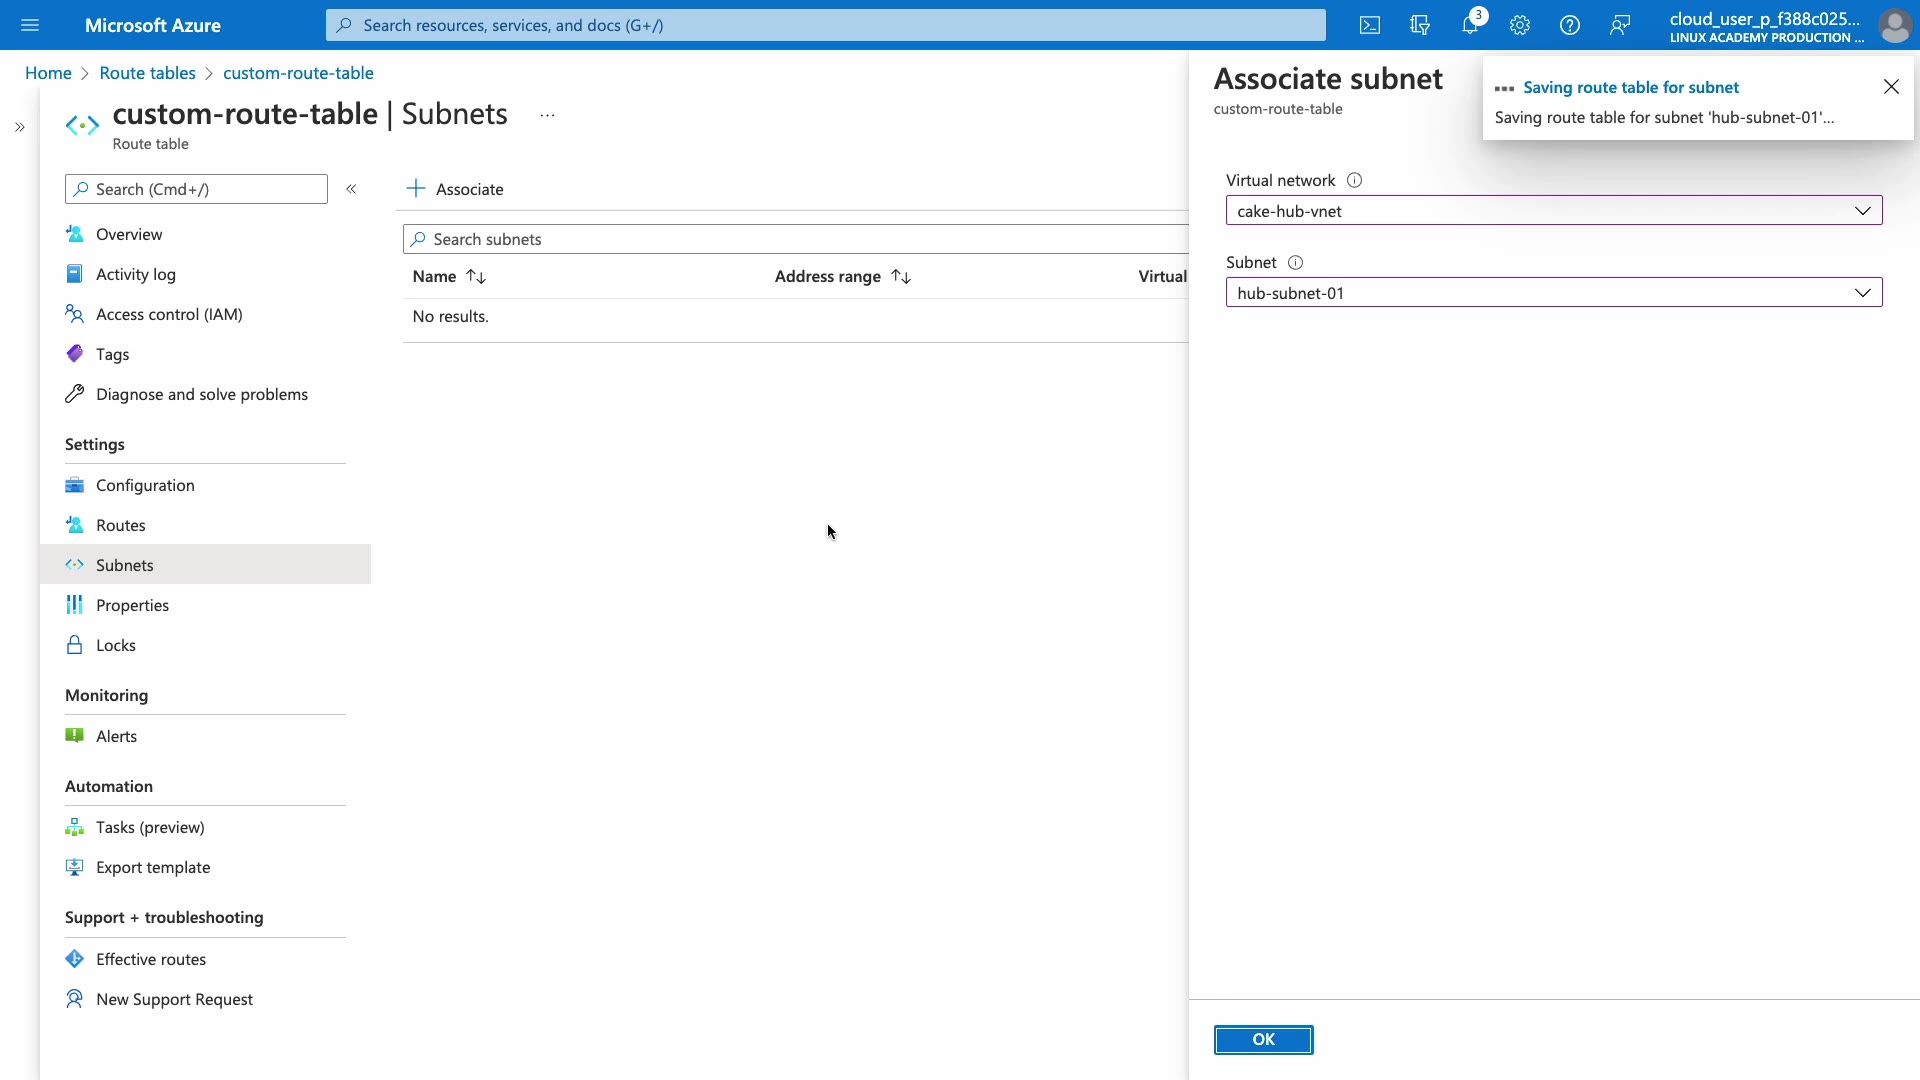 Microsoft Azure
Search resources, services, and docs (G+/)
3
cloud_user_p_f388c025...
LINUX ACADEMY PRODUCTION ...
Home > Route tables > custom-route-table
custom-route-table | Subnets ...
Route table
Search (Cmd+/)
Overview
Activity log
Access control (IAM)
Tags
Diagnose and solve problems
Settings
Configuration
Routes
Subnets
Properties
Locks
Monitoring
Alerts
Automation
Tasks (preview)
Export template
Support + troubleshooting
Effective routes
New Support Request
Associate
Search subnets
Name Address range Virtual
No results.
Associate subnet
custom-route-table
Saving route table for subnet
Saving route table for subnet 'hub-subnet-01'...
Virtual network
cake-hub-vnet
Subnet
hub-subnet-01
OK